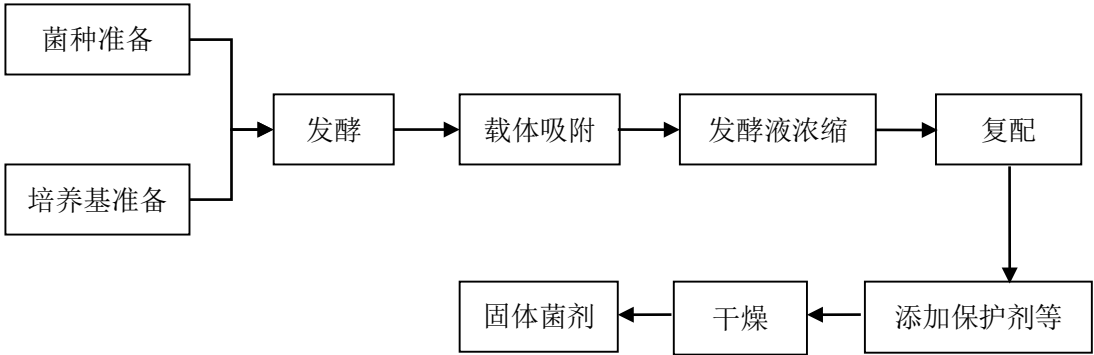 菌种准备
培养基准备
发酵
载体吸附
发酵液浓缩
复配
添加保护剂等
干燥
固体菌剂